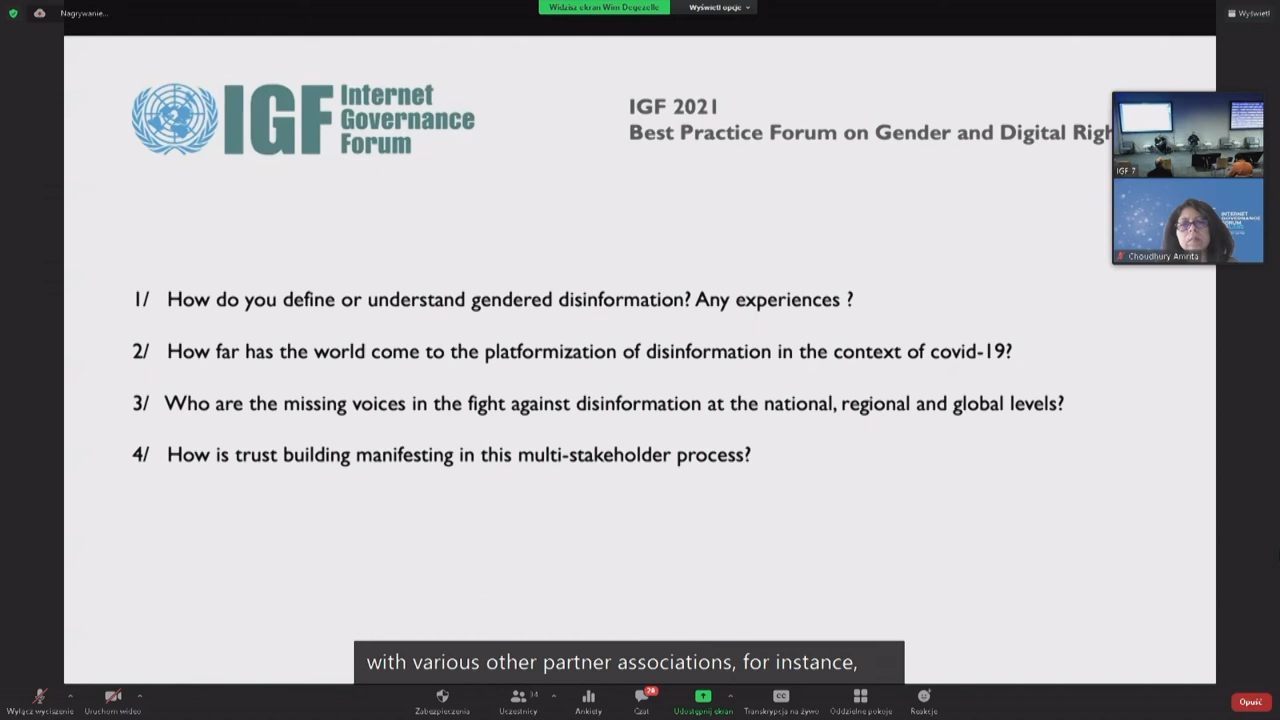 Nagrywanie...
Widzisz ekran Wim Degezelle
Wyświetl opcje
Wyświetl
IGF Internet
Governance
Forum
IGF 2021
Best Practice Forum on Gender and Digital Righ
IGF 7
INTERNET
GOVERNANCE
FORUM
Choudhury Amrita
1/ How do you define or understand gendered disinformation? Any experiences ?
2/ How far has the world come to the platformization of disinformation in the context of covid-19?
3/ Who are the missing voices in the fight against disinformation at the national, regional and global levels?
4/ How is trust building manifesting in this multi-stakeholder process?
with various other partner associations, for instance,
Wyłącz wyciszenie
Uruchom wideo
Zabezpieczenia
Uczestnicy
Ankiety
Czat
Udostępnij ekran
CC
Transkrypcja na żywo
Oddzielne pokoje
Reakcje
Opuść